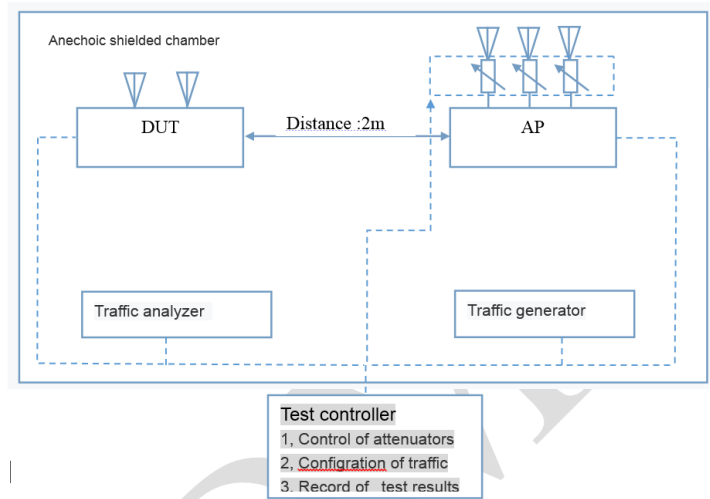 Anechoic shielded chamber
DUT
Distance :2m
AP
Traffic analyzer
Traffic generator
Test controller
1, Control of attenuators
2, Configration of traffic
3. Record of test results